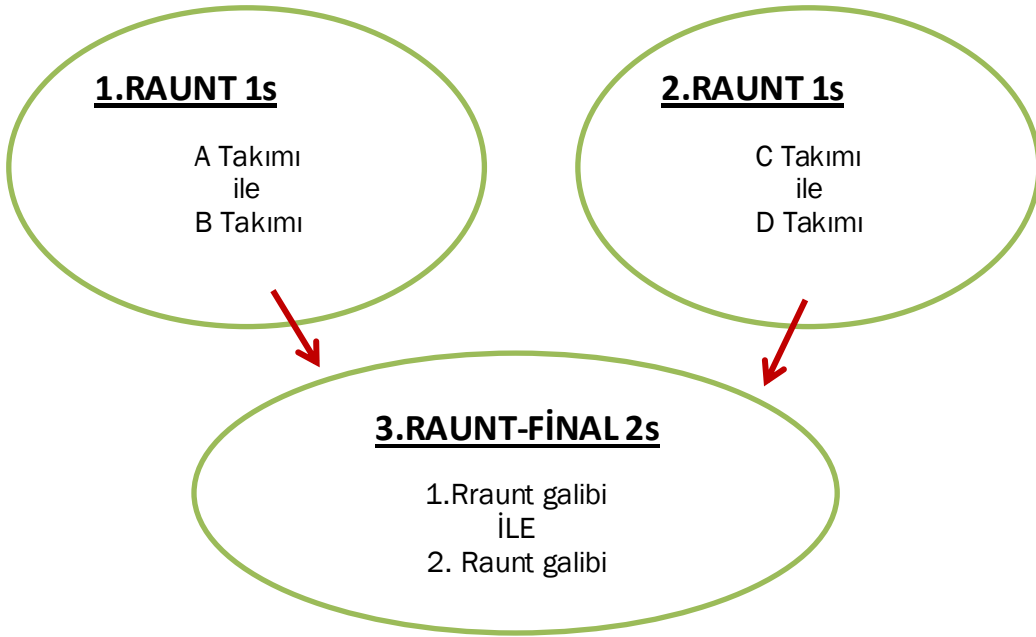 1.RAUNT 1s
A Takımı
ile
B Takımı
2.RAUNT 1s
C Takımı
ile
D Takımı
3.RAUNT-FİNAL 2s
1.Rraunt galibi
İLE
2. Raunt galibi